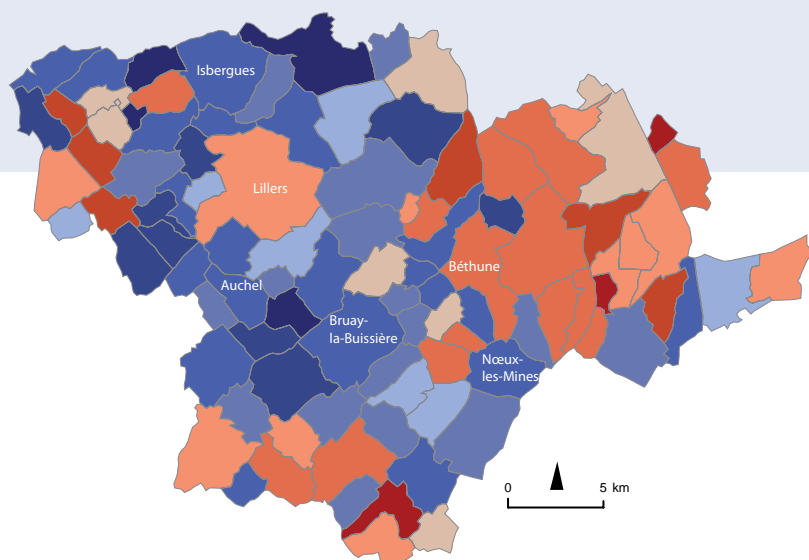 Isbergues
Lillers
Béthune
Auchel
Bruay-
la-Buissière
Nœux-
les-Mines
0 5 km